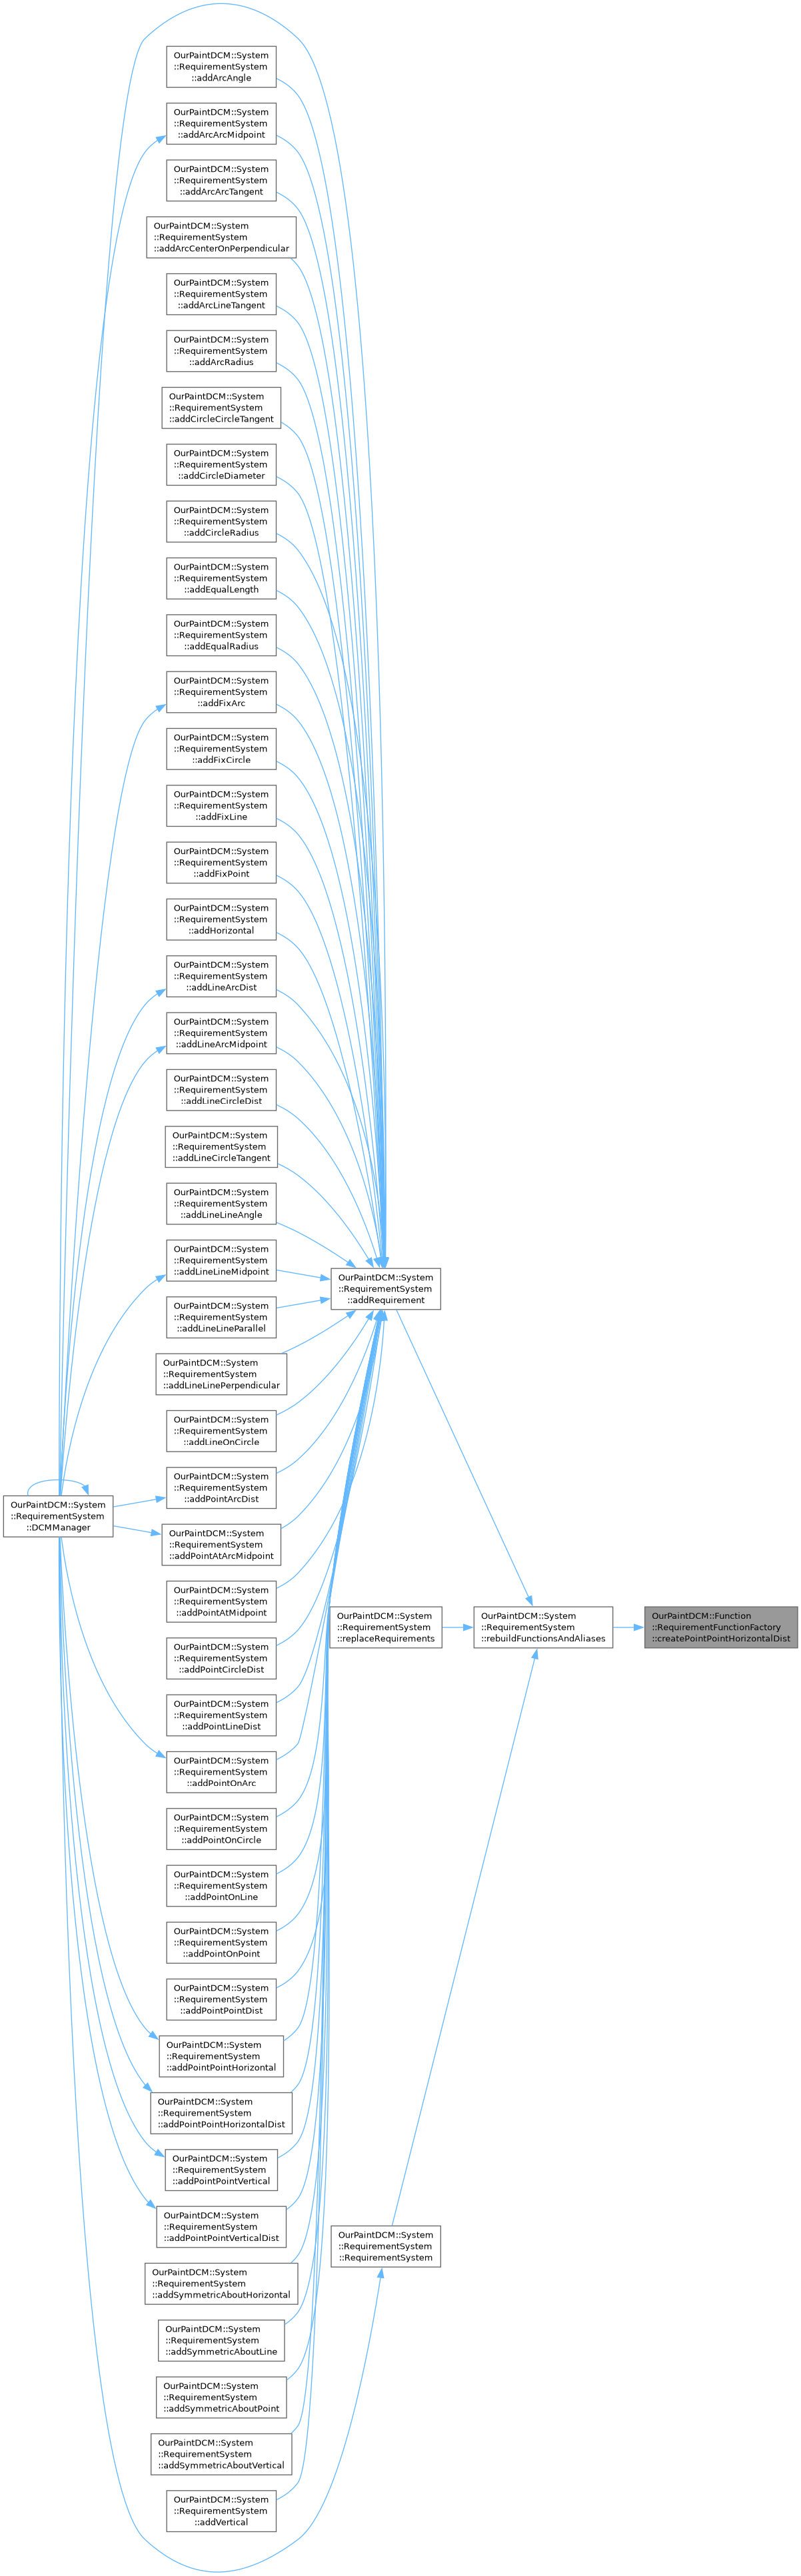 OurPaintDCM::System
::RequirementSystem
::addArcAngle
OurPaintDCM::System
::RequirementSystem
::addArcArcMidpoint
OurPaintDCM::System
::RequirementSystem
::addArcArcTangent
OurPaintDCM::System
::RequirementSystem
::addArcCenterOnPerpendicular
OurPaintDCM::System
::RequirementSystem
::addArcLineTangent
OurPaintDCM::System
::RequirementSystem
::addArcRadius
OurPaintDCM::System
::RequirementSystem
::addCircleCircleTangent
OurPaintDCM::System
::RequirementSystem
::addCircleDiameter
OurPaintDCM::System
::RequirementSystem
::addCircleRadius
OurPaintDCM::System
::RequirementSystem
::addEqualLength
OurPaintDCM::System
::RequirementSystem
::addEqualRadius
OurPaintDCM::System
::RequirementSystem
::addFixArc
OurPaintDCM::System
::RequirementSystem
::addFixCircle
OurPaintDCM::System
::RequirementSystem
::addFixLine
OurPaintDCM::System
::RequirementSystem
::addFixPoint
OurPaintDCM::System
::RequirementSystem
::addHorizontal
OurPaintDCM::System
::RequirementSystem
::addLineArcDist
OurPaintDCM::System
::RequirementSystem
::addLineArcMidpoint
OurPaintDCM::System
::RequirementSystem
::addLineCircleDist
OurPaintDCM::System
::RequirementSystem
::addLineCircleTangent
OurPaintDCM::System
::RequirementSystem
::addLineLineAngle
OurPaintDCM::System
::RequirementSystem
::addLineLineMidpoint
OurPaintDCM::System
::RequirementSystem
::addRequirement
OurPaintDCM::System
::RequirementSystem
::addLineLineParallel
OurPaintDCM::System
::RequirementSystem
::addLineLinePerpendicular
OurPaintDCM::System
::RequirementSystem
::addLineOnCircle
OurPaintDCM::System
::RequirementSystem
::addPointArcDist
OurPaintDCM::System
::RequirementSystem
::DCMManager
OurPaintDCM::System
::RequirementSystem
::addPointAtArcMidpoint
OurPaintDCM::System
::RequirementSystem
::addPointAtMidpoint
OurPaintDCM::System
::RequirementSystem
::replaceRequirements
OurPaintDCM::System
::RequirementSystem
::rebuildFunctionsAndAliases
OurPaintDCM::Function
::RequirementFunctionFactory
::createPointPointHorizontalDist
OurPaintDCM::System
::RequirementSystem
::addPointCircleDist
OurPaintDCM::System
::RequirementSystem
::addPointLineDist
OurPaintDCM::System
::RequirementSystem
::addPointOnArc
OurPaintDCM::System
::RequirementSystem
::addPointOnCircle
OurPaintDCM::System
::RequirementSystem
::addPointOnLine
OurPaintDCM::System
::RequirementSystem
::addPointOnPoint
OurPaintDCM::System
::RequirementSystem
::addPointPointDist
OurPaintDCM::System
::RequirementSystem
::addPointPointHorizontal
OurPaintDCM::System
::RequirementSystem
::addPointPointHorizontalDist
OurPaintDCM::System
::RequirementSystem
::addPointPointVertical
OurPaintDCM::System
::RequirementSystem
::addPointPointVerticalDist
OurPaintDCM::System
::RequirementSystem
::RequirementSystem
OurPaintDCM::System
::RequirementSystem
::addSymmetricAboutHorizontal
OurPaintDCM::System
::RequirementSystem
::addSymmetricAboutLine
OurPaintDCM::System
::RequirementSystem
::addSymmetricAboutPoint
OurPaintDCM::System
::RequirementSystem
::addSymmetricAboutVertical
OurPaintDCM::System
::RequirementSystem
::addVertical